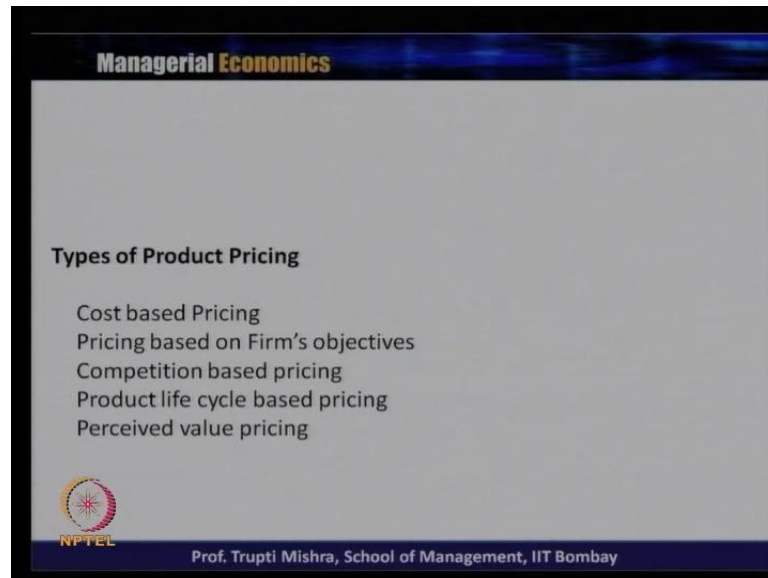 Managerial Economics
Types of Product Pricing
Cost based Pricing
Pricing based on Firm's objectives
Competition based pricing
Product life cycle based pricing
Perceived value pricing
NPTEL
Prof. Trupti Mishra, School of Management, IIT Bombay